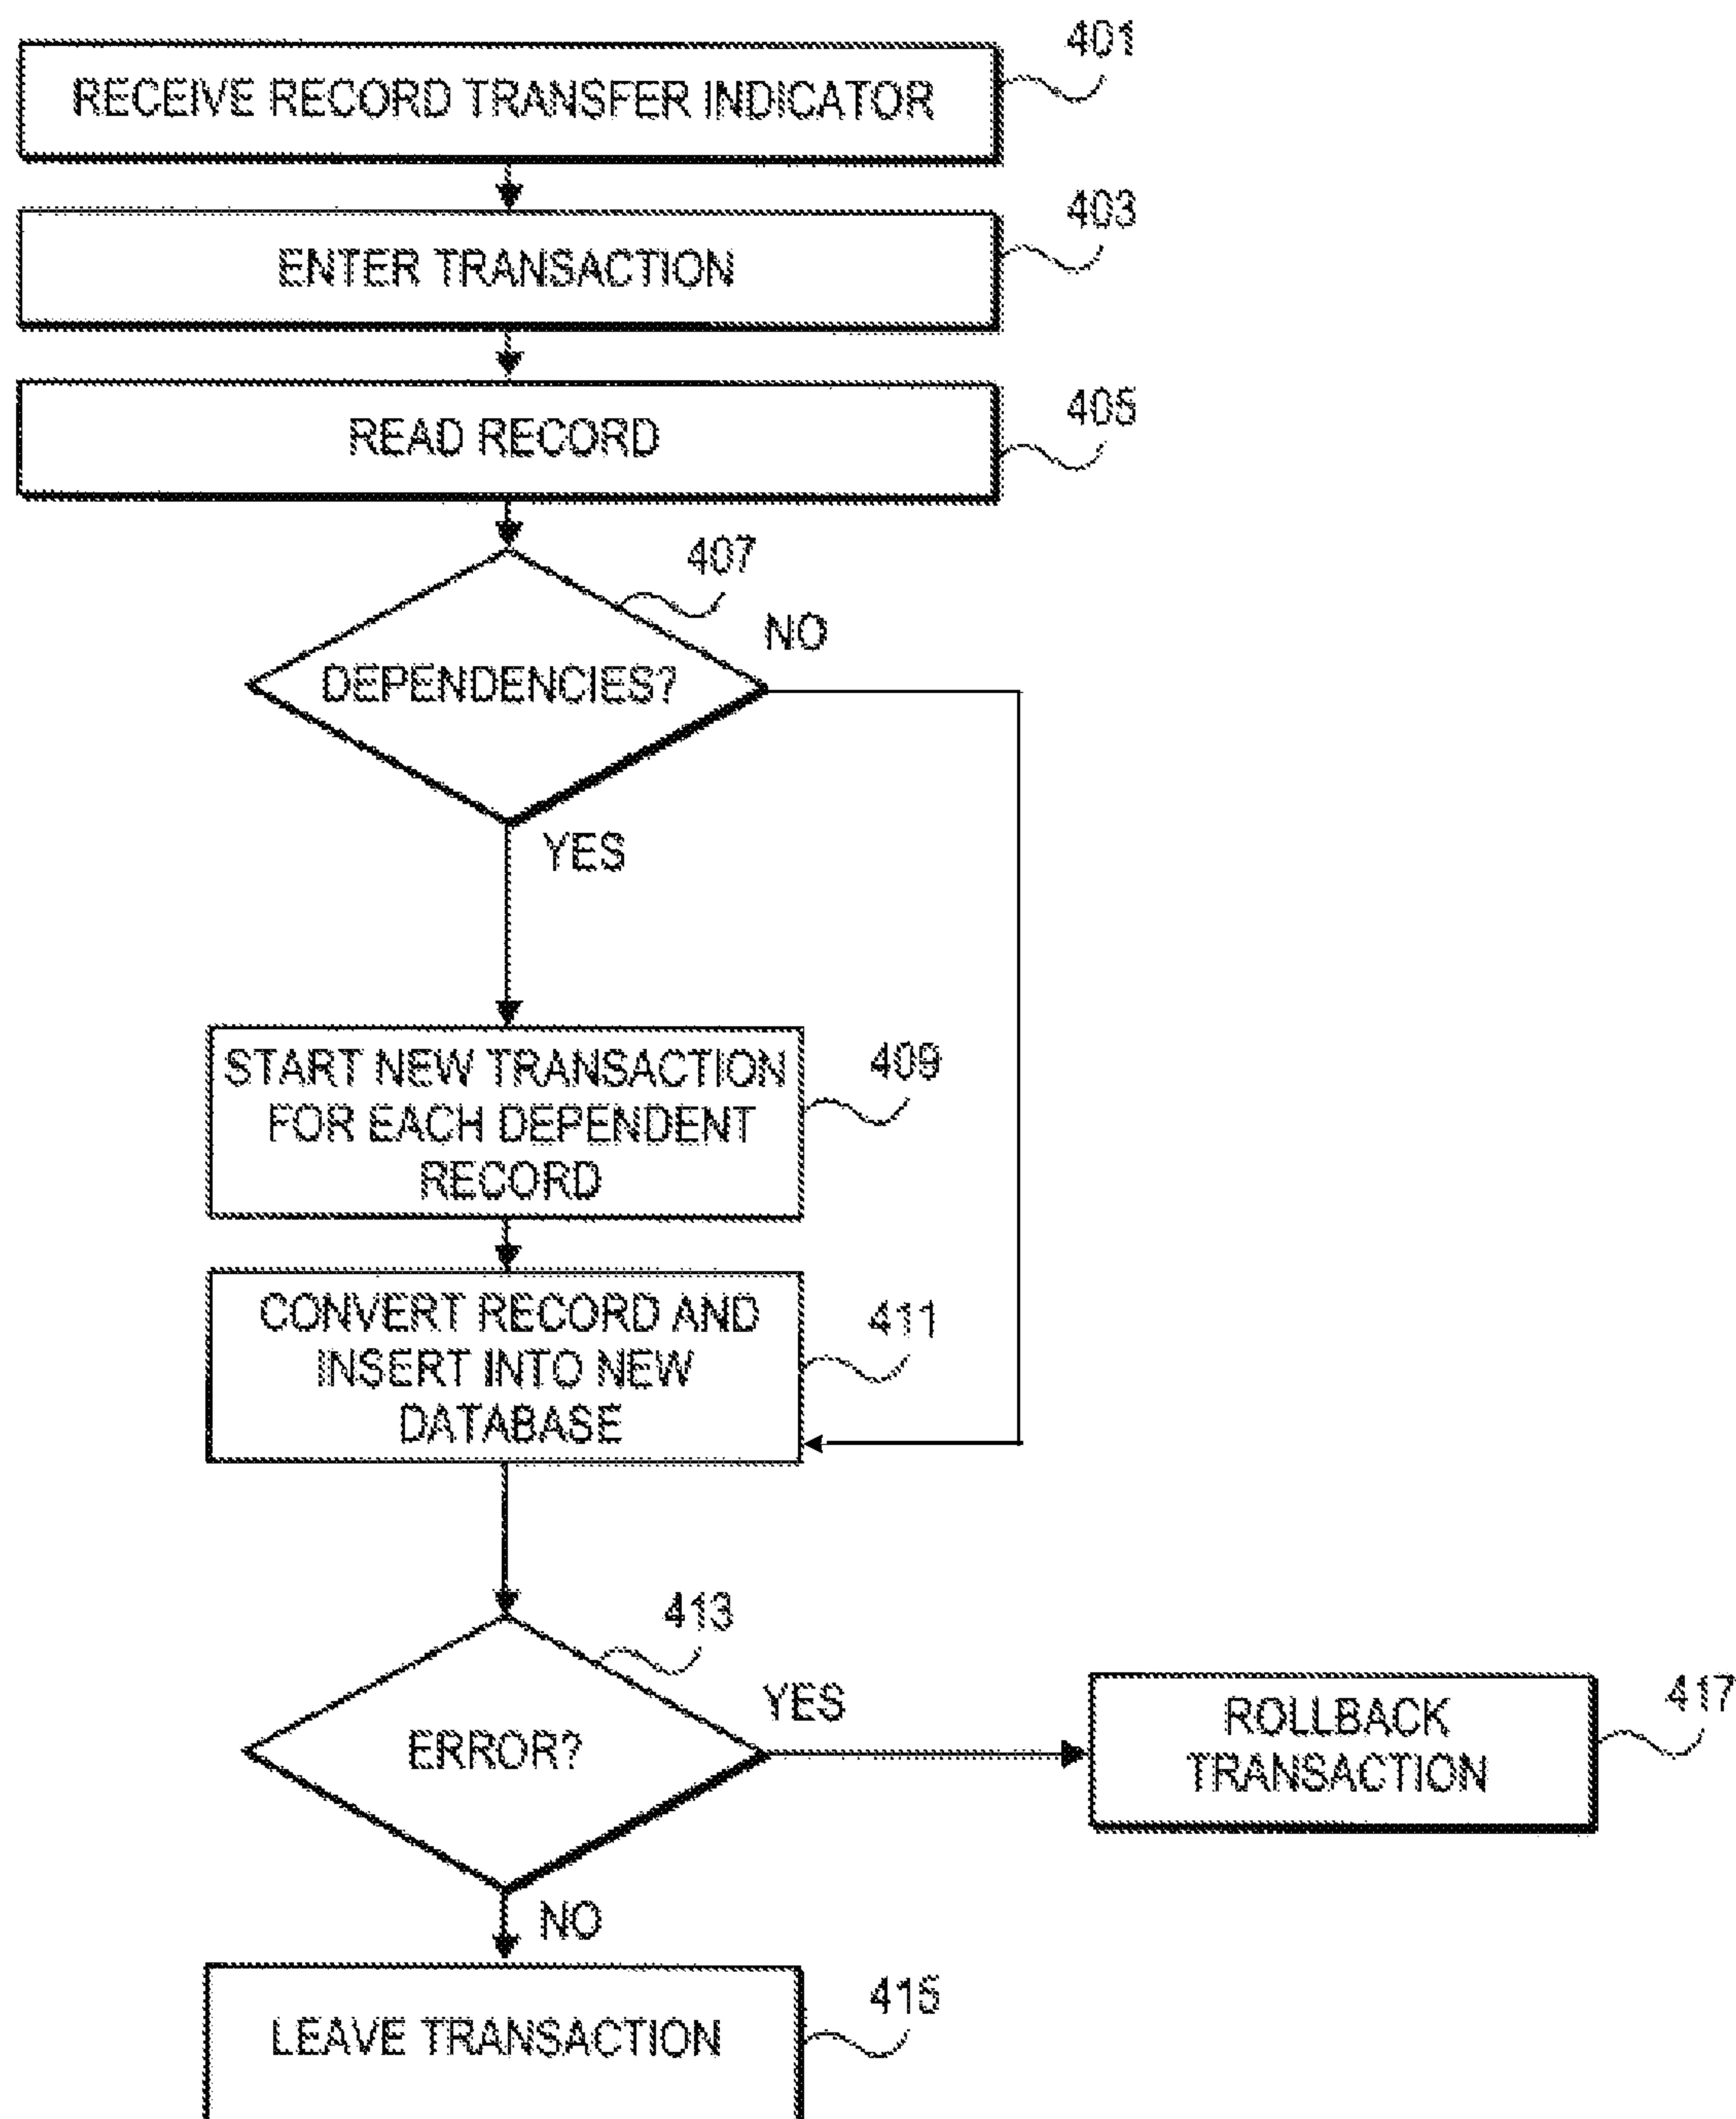 401
RECEIVE RECORD TRANSFER INDICATOR
403
ENTER TRANSACTION
405
READ RECORD
407
NO
DEPENDENCIES?
YES
START NEW TRANSACTION
FOR EACH DEPENDENT
RECORD
409
CONVERT RECORD AND
INSERT INTO NEW
DATABASE
411
413
YES
ERROR?
ROLLBACK
TRANSACTION
417
NO
LEAVE TRANSACTION
415